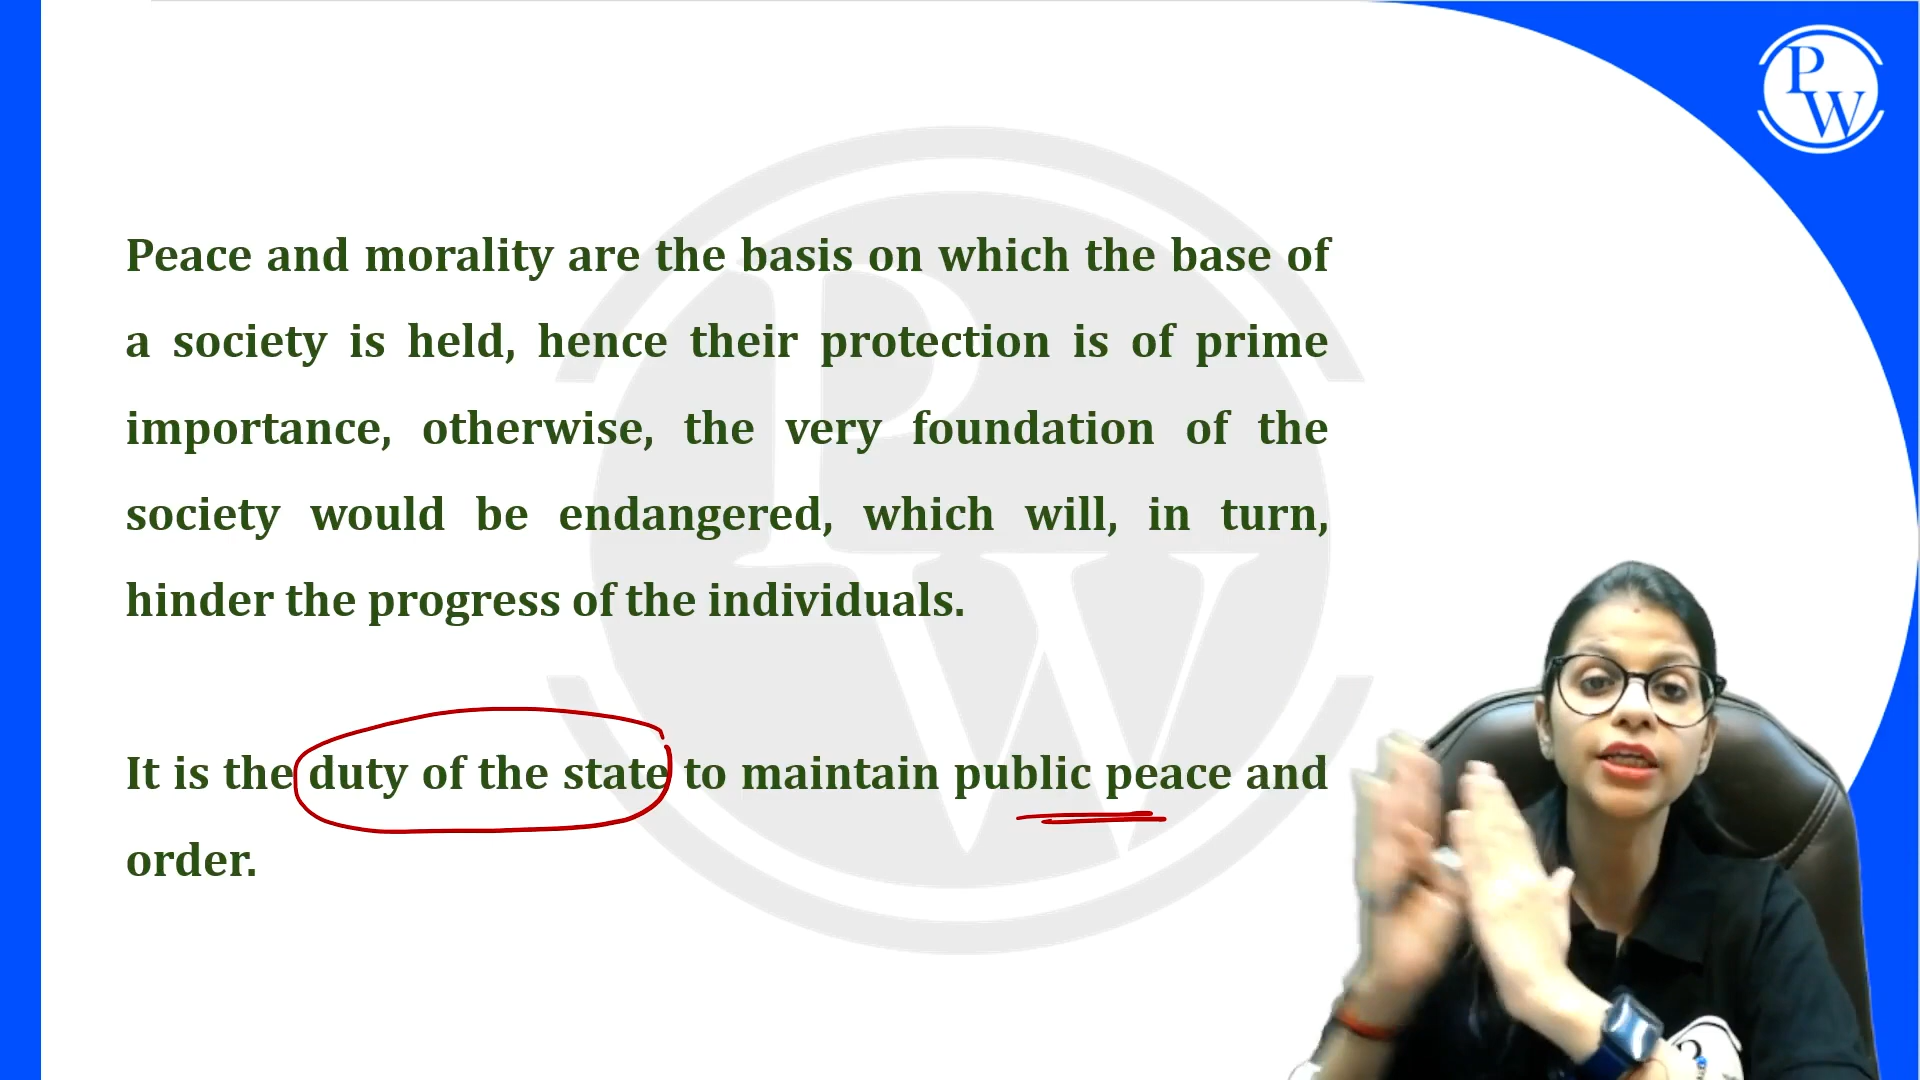 P
W
Peace and morality are the basis on which the base of
a society is held, hence their protection is of prime
importance, otherwise, the very foundation of the
society would be endangered, which will, in turn,
hinder the progress of the individuals.
It is the duty of the state to maintain public peace and
order.